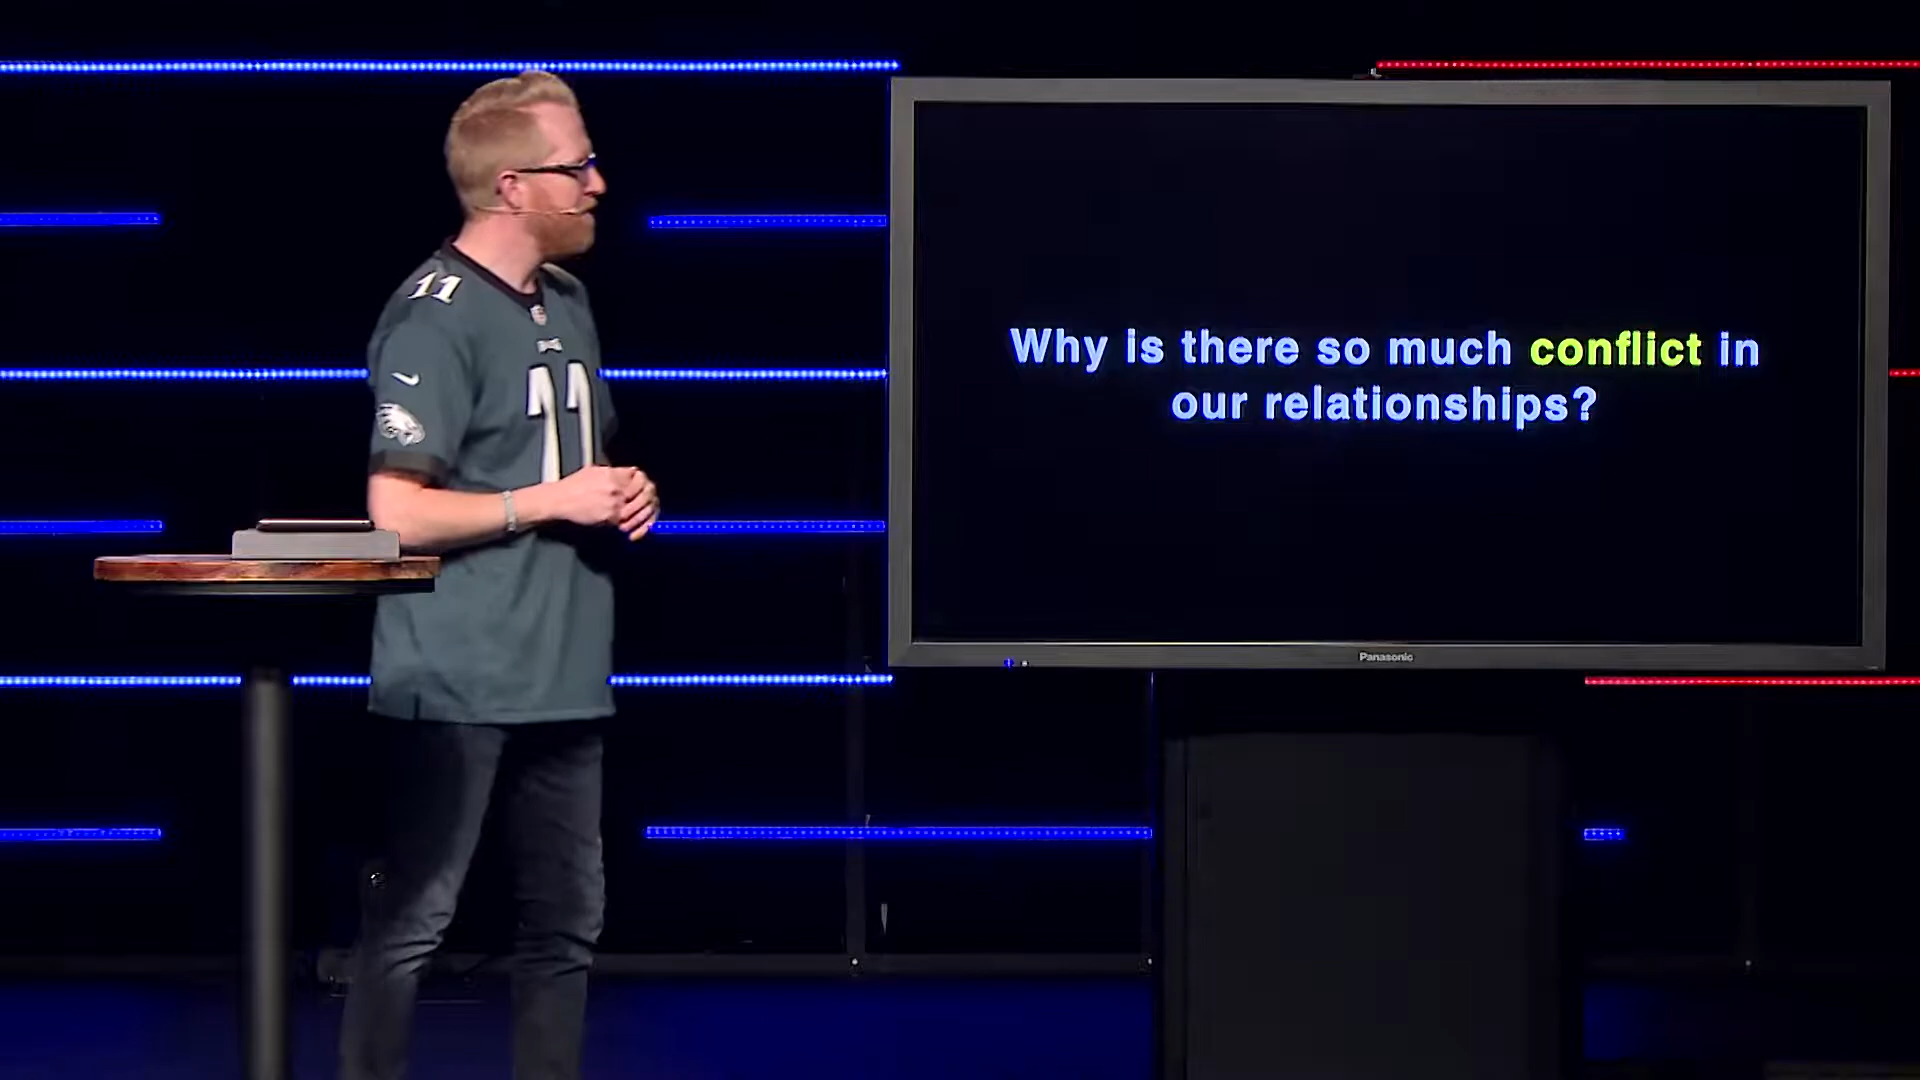 11
11
Why is there so much conflict in
our relationships?
Panasonic